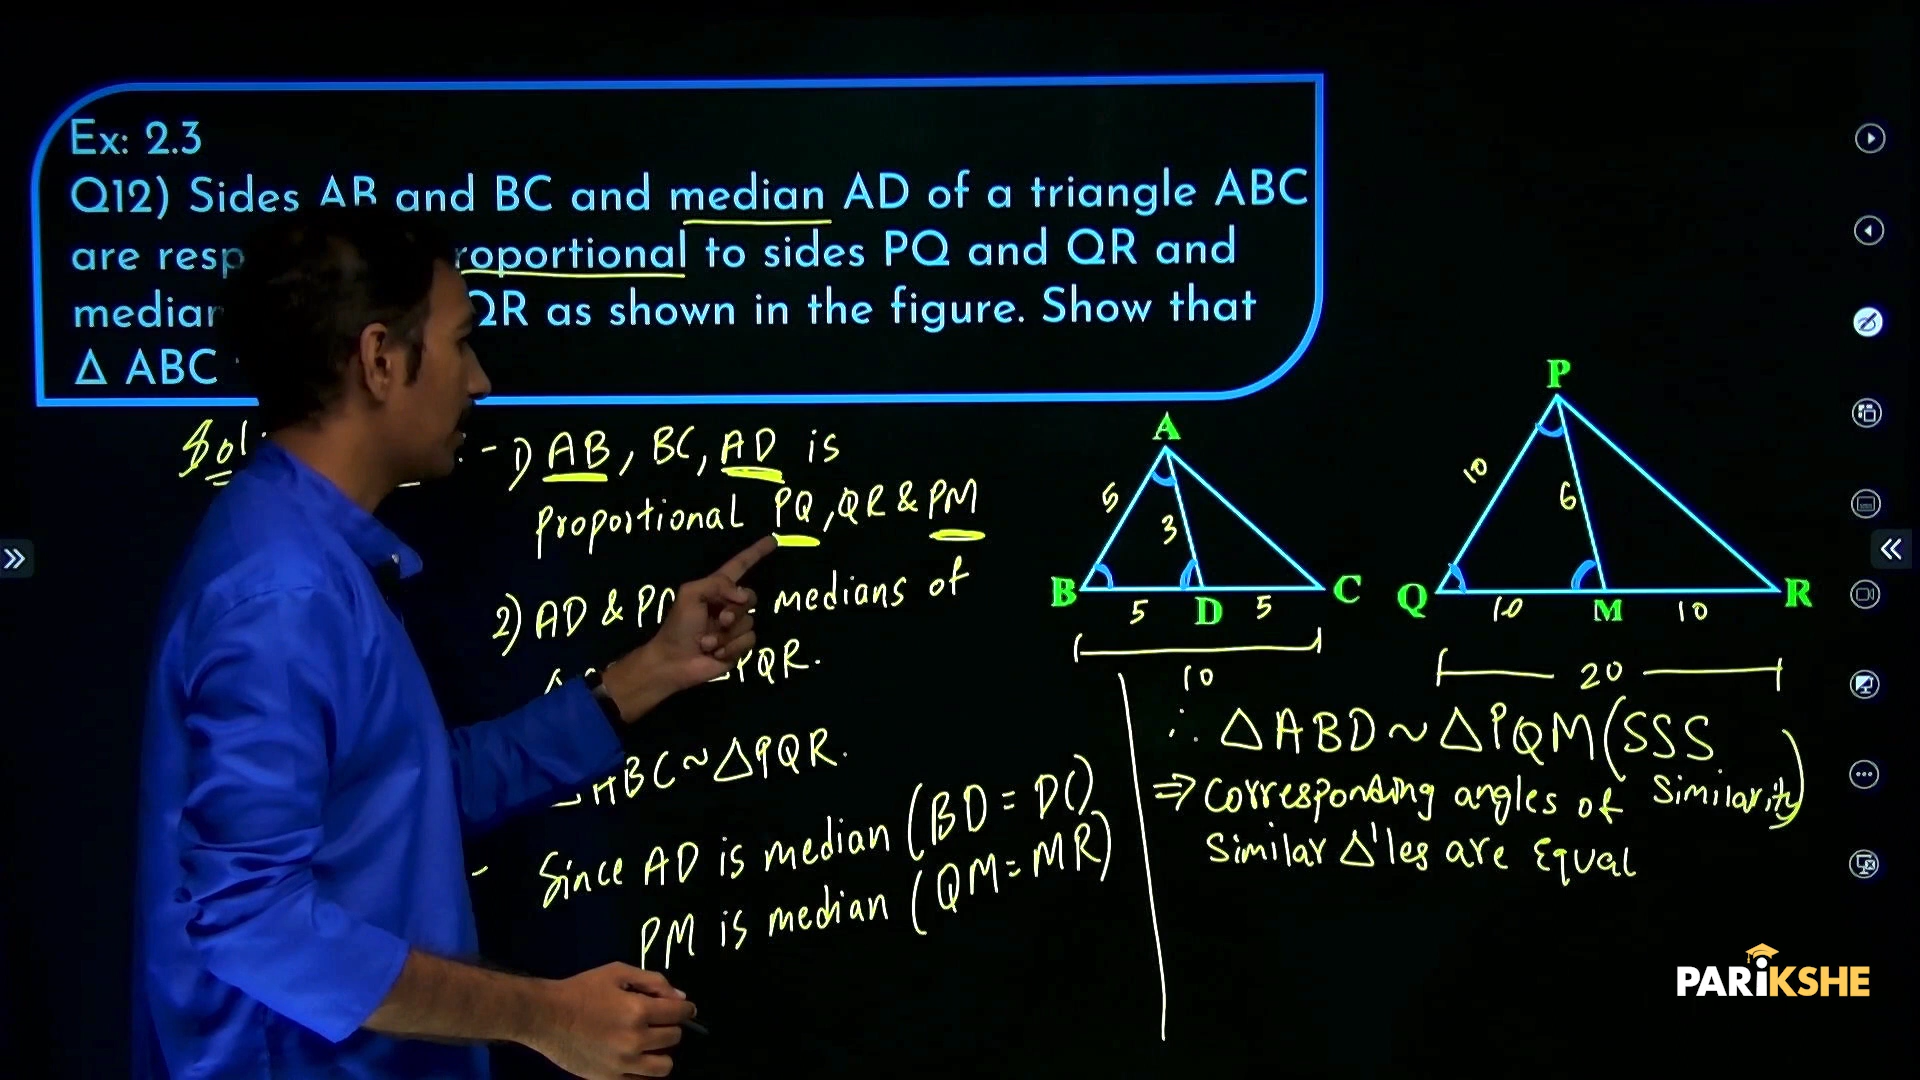 Ex: 2.3
Q12) Sides AB and BC and median AD of a triangle ABC
are resp roportional to sides PQ and QR and
median QR as shown in the figure. Show that
Δ ABC
Sol:
:- 1) AB, BC, AD is
proportional PQ, QR & PM
2) AD & PM medians of
PQR.
ABC ~ ΔPQR.
- Since AD is median (BD = DC)
PM is median (QM = MR)
A
5
3
B
C
5
D
5
10
P
10
6
Q
R
10
M
10
20
∴ ΔABD ~ ΔPQM (SSS
Similarity)
⇒ Corresponding angles of
Similar Δ'les are Equal
PARiKSHE